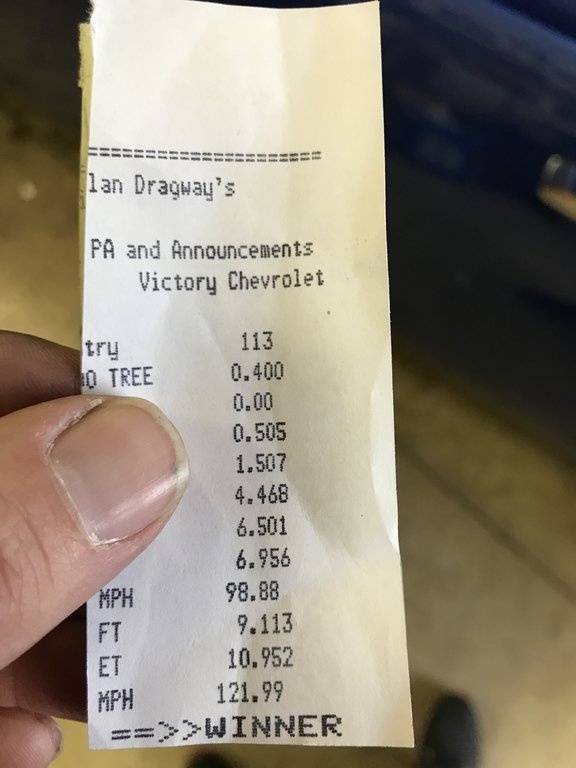 =====================
lan Dragway's
PA and Announcements
Victory Chevrolet
try 113
O TREE 0.400
0.00
0.505
1.507
4.468
6.501
6.956
MPH 98.88
FT 9.113
ET 10.952
MPH 121.99
==>>WINNER